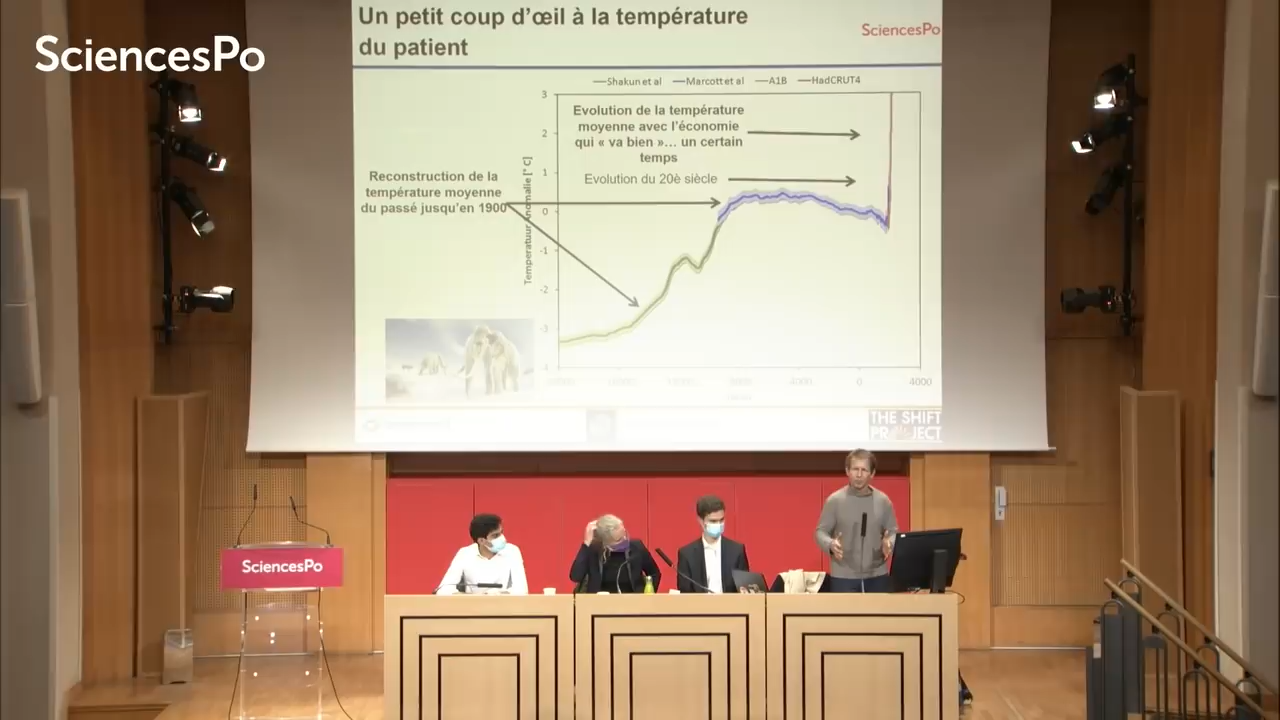 SciencesPo
Un petit coup d'œil à la température
du patient
SciencesPo
Shakun et al
Marcott et al
A1B
HadCRUT4
Evolution de la température
moyenne avec l'économie
qui « va bien »... un certain
temps
Evolution du 20è siècle
Reconstruction de la
température moyenne
du passé jusqu'en 1900
Temperatuur Anomalie [° C]
3
2
1
0
-1
-2
-3
4000
0
4000
THE SHIFT
PROJECT
SciencesPo